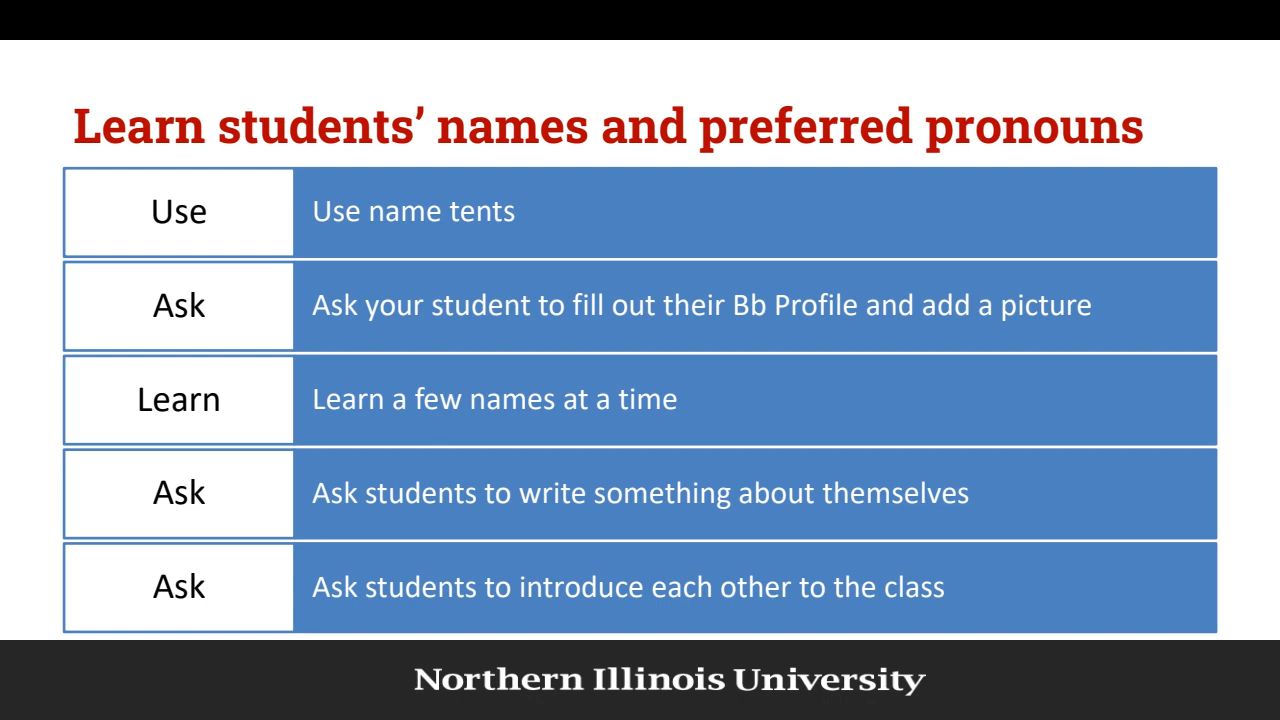 Learn students’ names and preferred pronouns
Use
Use name tents
Ask
Ask your student to fill out their Bb Profile and add a picture
Learn
Learn a few names at a time
Ask
Ask students to write something about themselves
Ask
Ask students to introduce each other to the class
Northern Illinois University